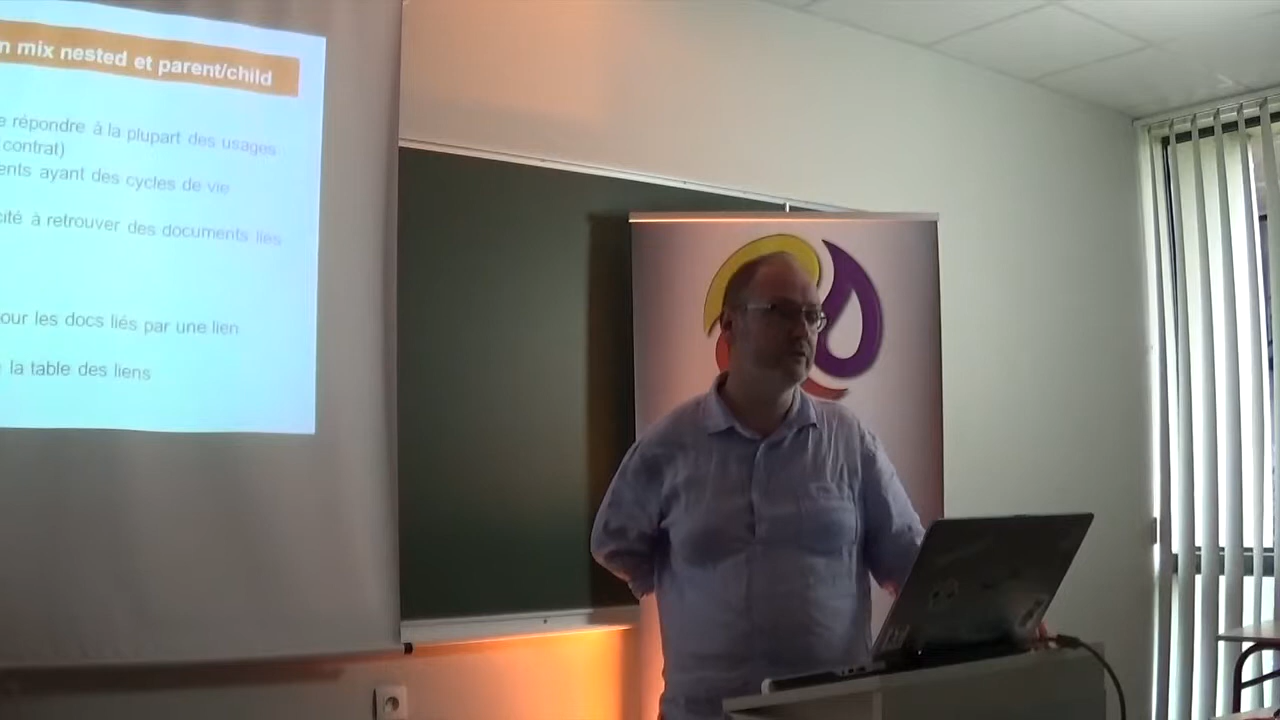 n mix nested et parent/child
e répondre à la plupart des usages
contrat)
ents ayant des cycles de vie
cité à retrouver des documents liés
our les docs liés par une lien
la table des liens